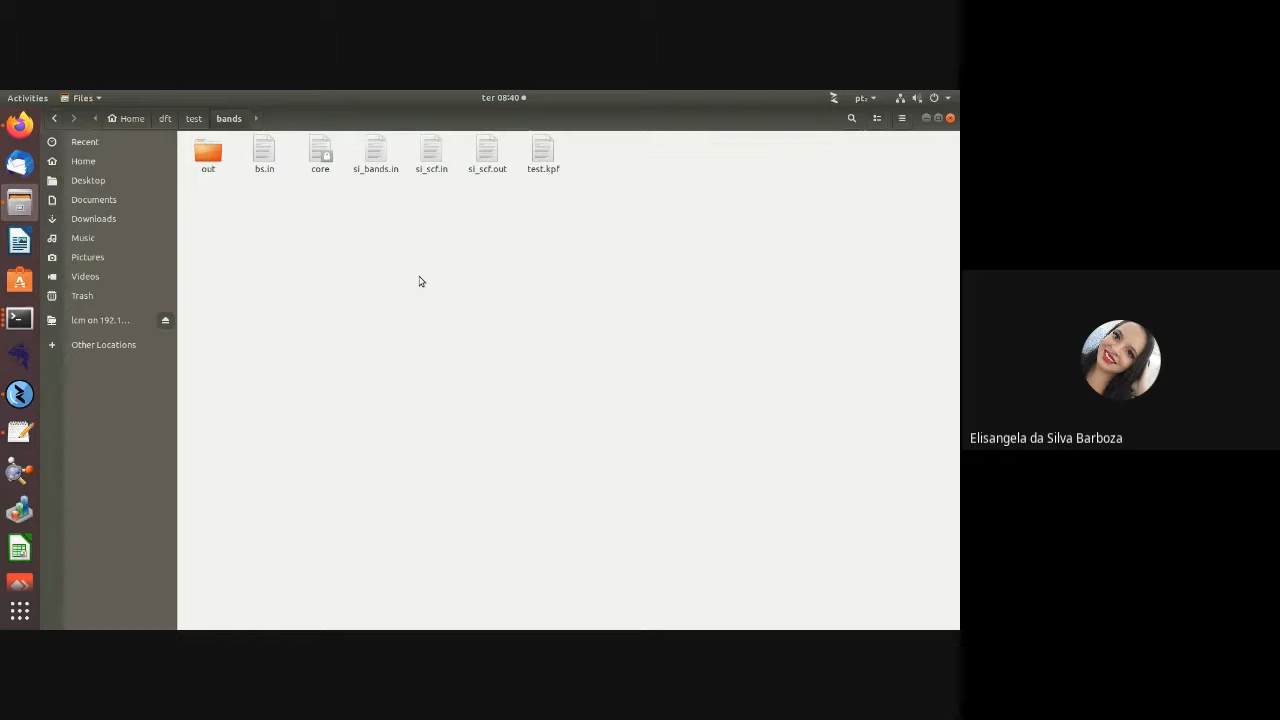 Activities Files ter 08:40 pt₂
Home dft test bands
Recent
Home
Desktop
Documents
Downloads
Music
Pictures
Videos
Trash
lcm on 192.1...
Other Locations
out bs.in core si_bands.in si_scf.in si_scf.out test.kpf
Elisangela da Silva Barboza